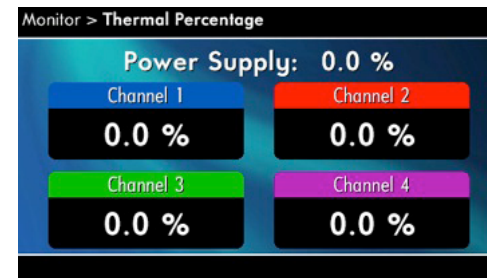 Monitor > Thermal Percentage
Power Supply: 0.0 %
Channel 1
0.0 %
Channel 2
0.0 %
Channel 3
0.0 %
Channel 4
0.0 %